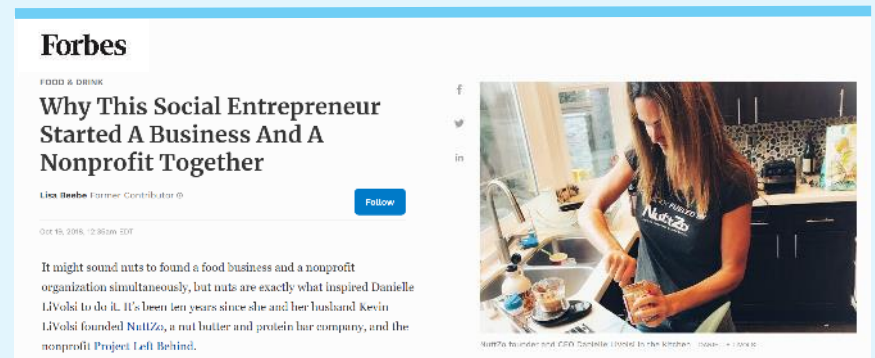 Forbes
FOOD & DRINK
Why This Social Entrepreneur
Started A Business And A
Nonprofit Together
Lisa Beebe Former Contributor
Follow
It might sound nuts to found a food business and a nonprofit
organization simultaneously, but nuts are exactly what inspired Danielle
LiVolsi to do it. It's been ten years since she and her husband Kevin
LiVolsi founded NuttZo, a nut butter and protein bar company, and the
nonprofit Project Left Behind.
f
in
NuttZo
NuttZo founder and CEO Danielle LiVolsi in the kitchen